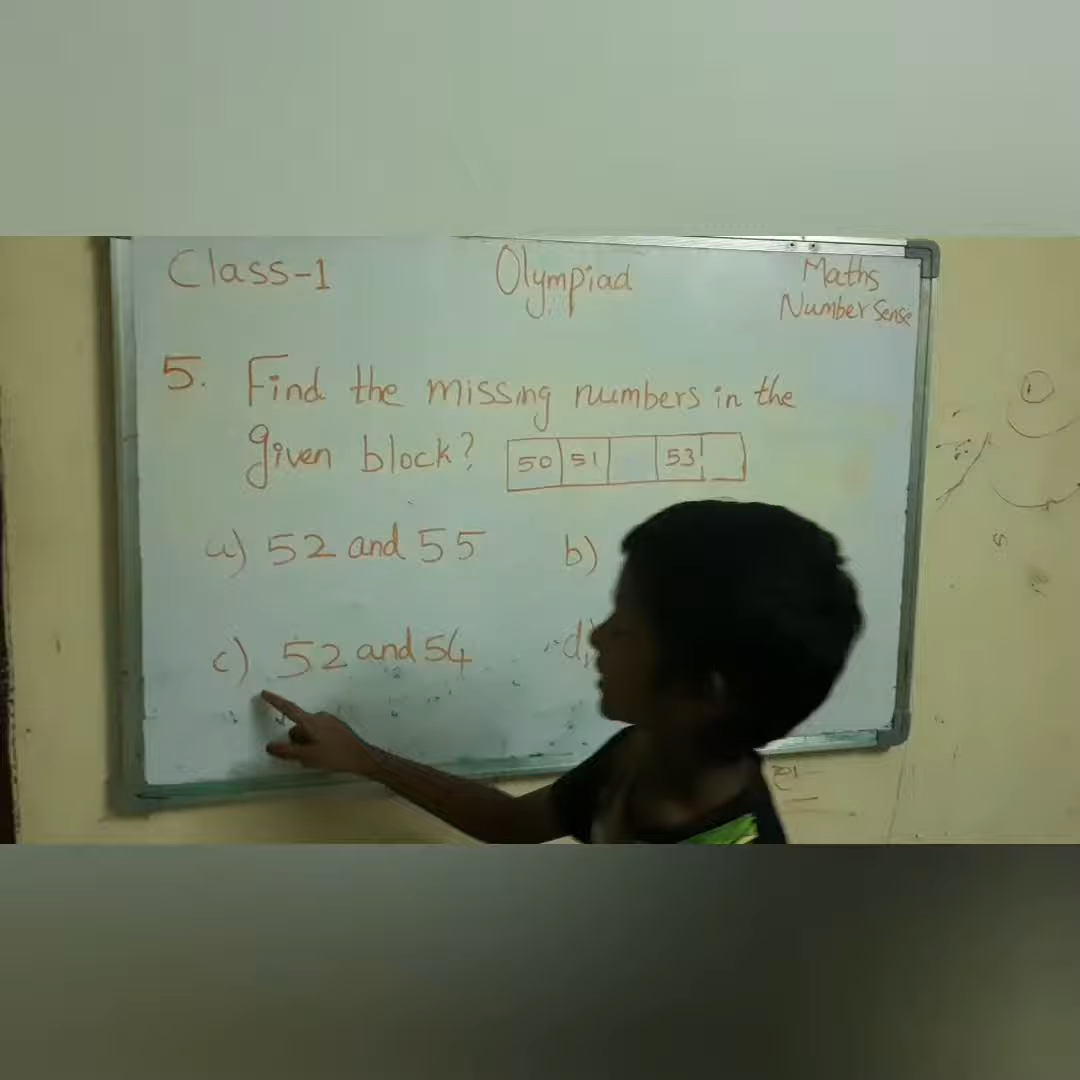 Class-1 Olympiad Maths
Number Sense
5. Find the missing numbers in the
given block? 50 51 53
a) 52 and 55 b)
c) 52 and 54 d)